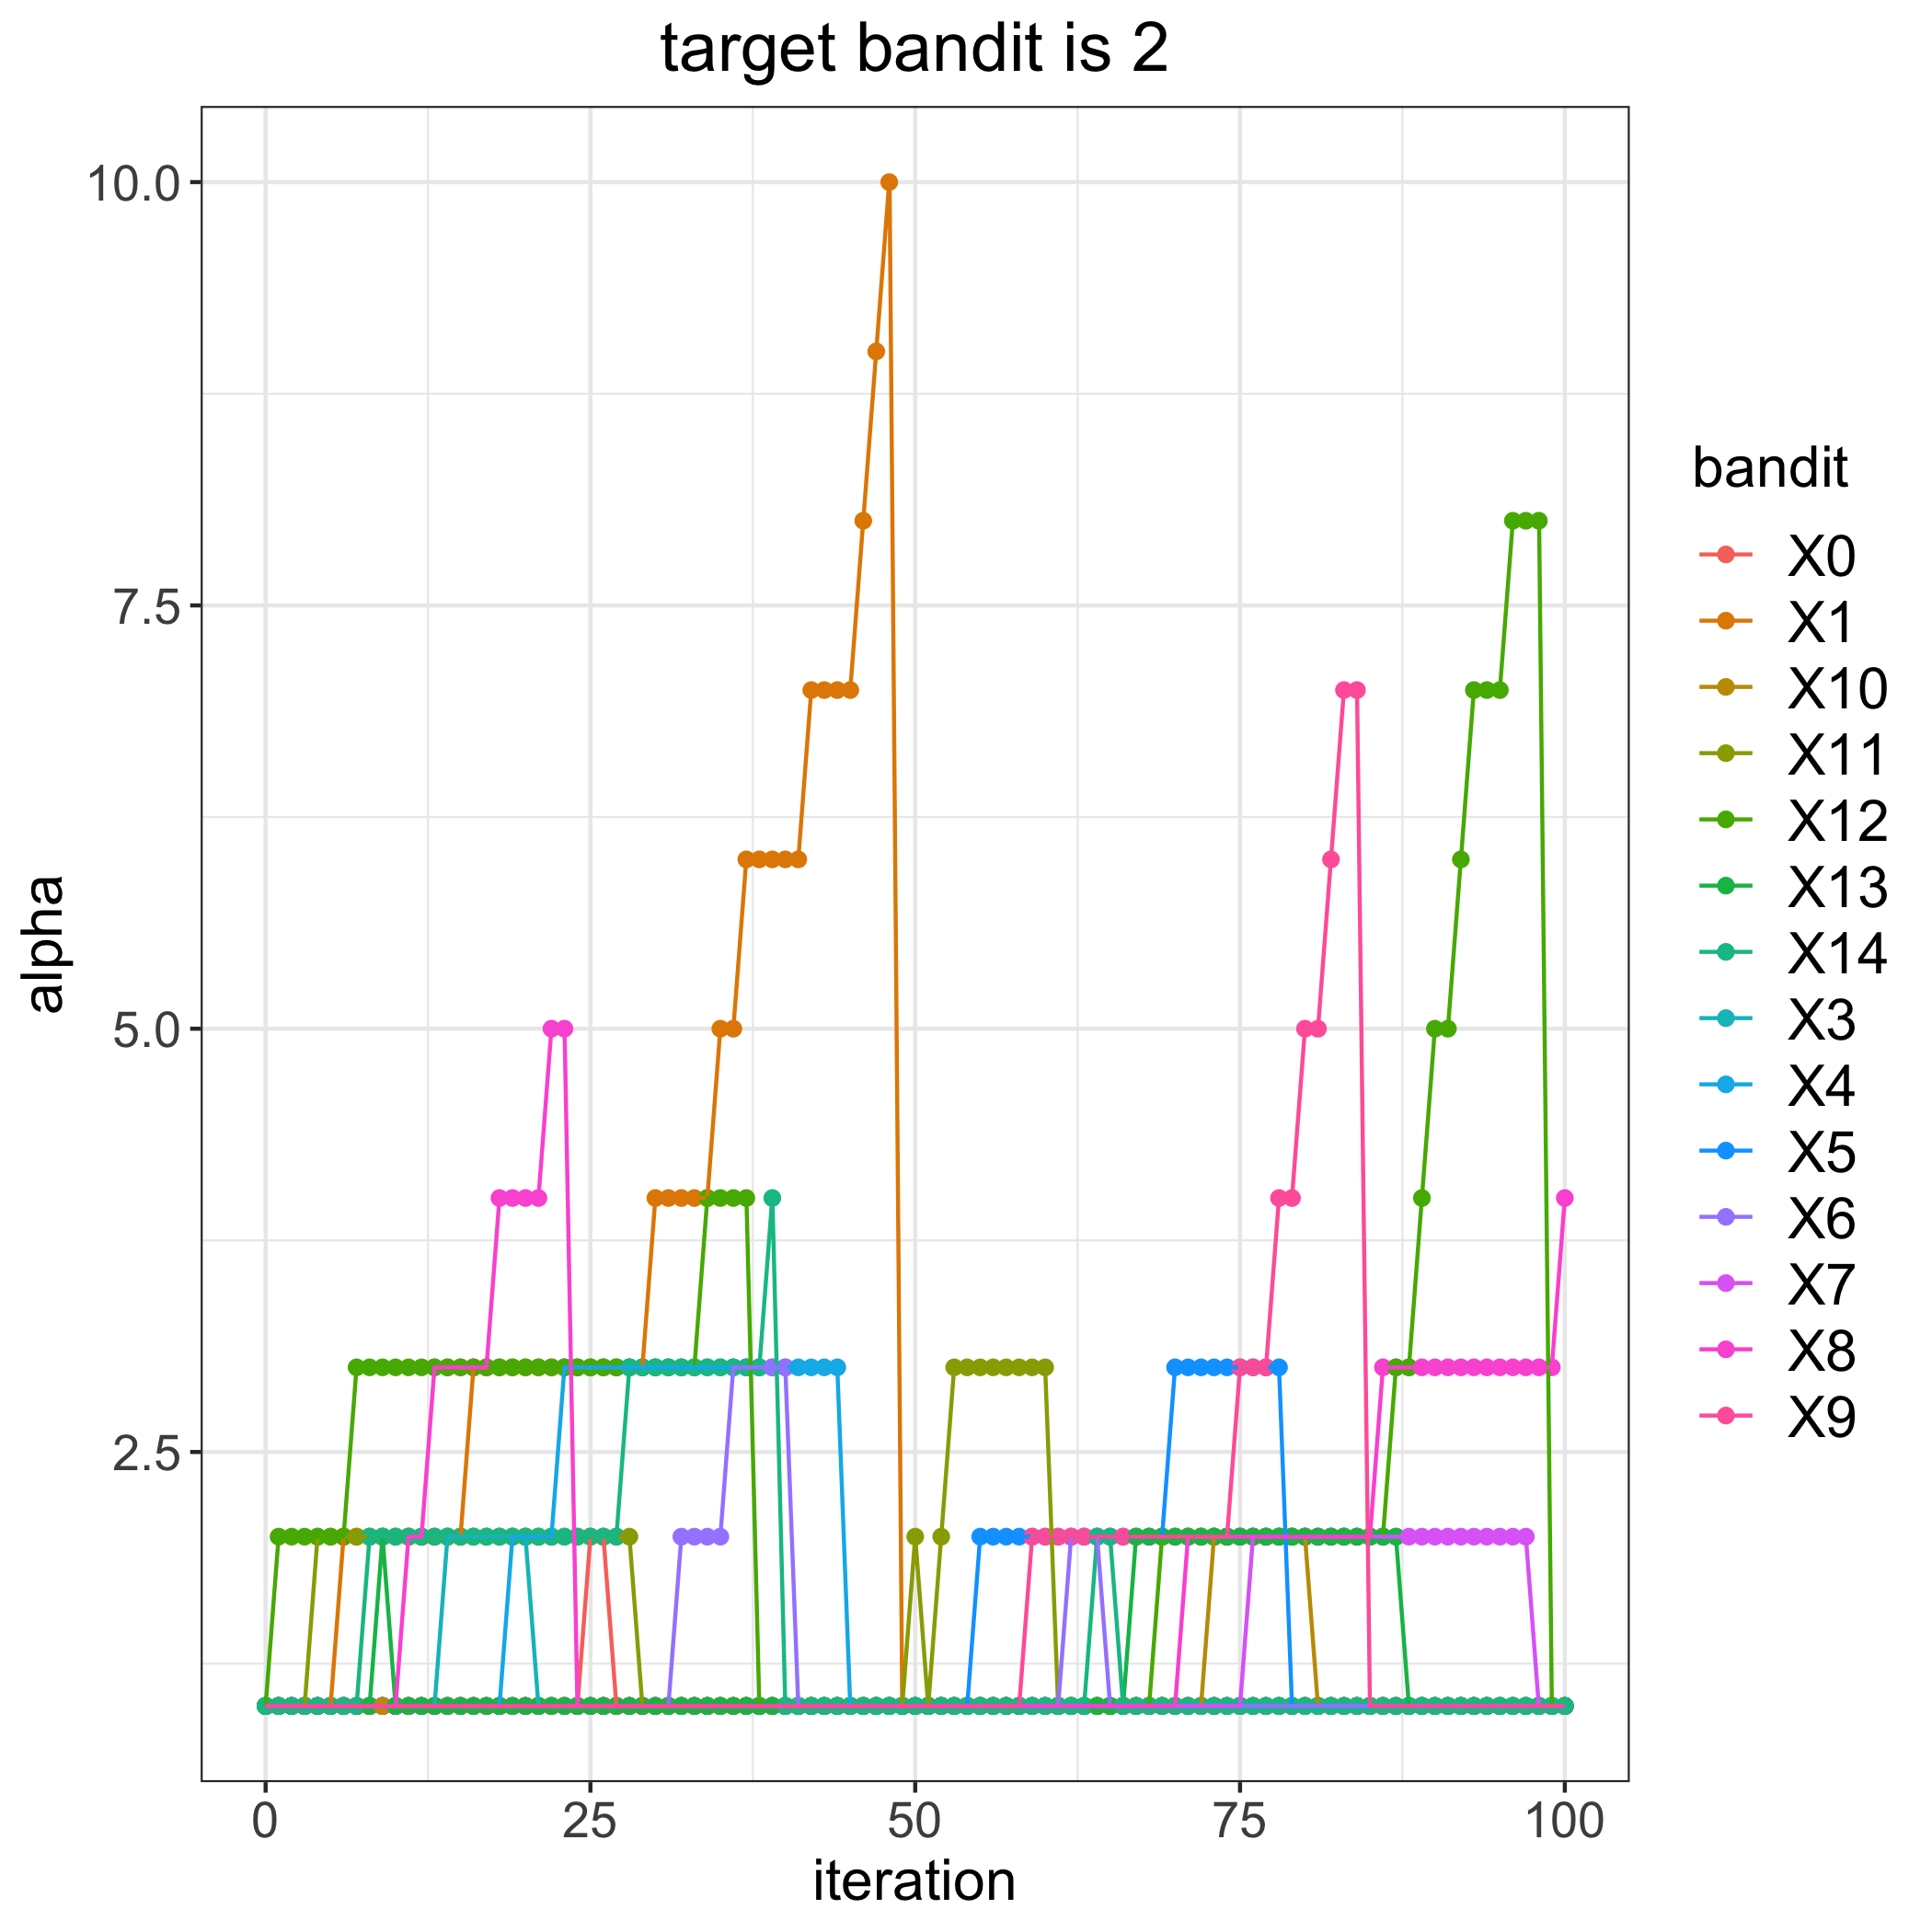 target bandit is 2
10.0
7.5
5.0
2.5
alpha
0 25 50 75 100
iteration
bandit
X0
X1
X10
X11
X12
X13
X14
X3
X4
X5
X6
X7
X8
X9